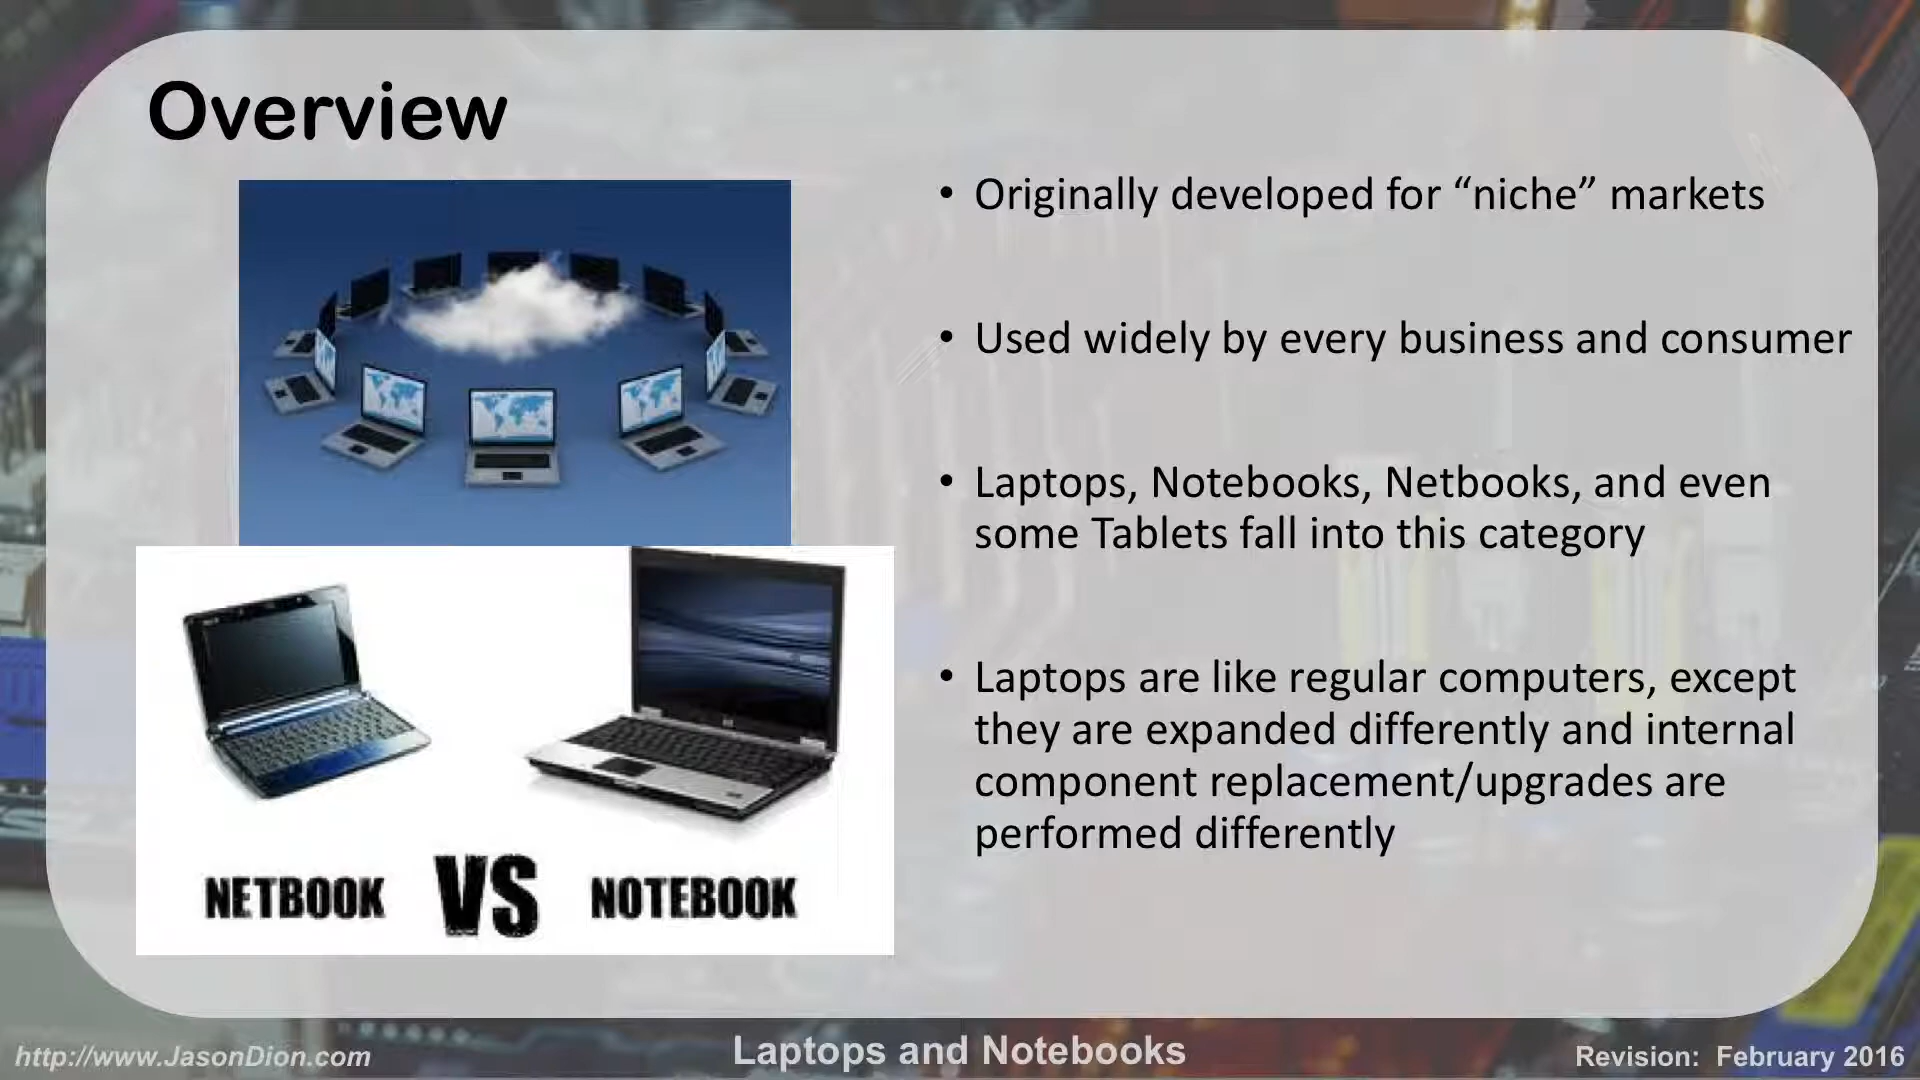 Overview
• Originally developed for “niche” markets
• Used widely by every business and consumer
• Laptops, Notebooks, Netbooks, and even
some Tablets fall into this category
• Laptops are like regular computers, except
they are expanded differently and internal
component replacement/upgrades are
performed differently
NETBOOK VS NOTEBOOK
http://www.JasonDion.com
Laptops and Notebooks
Revision: February 2016